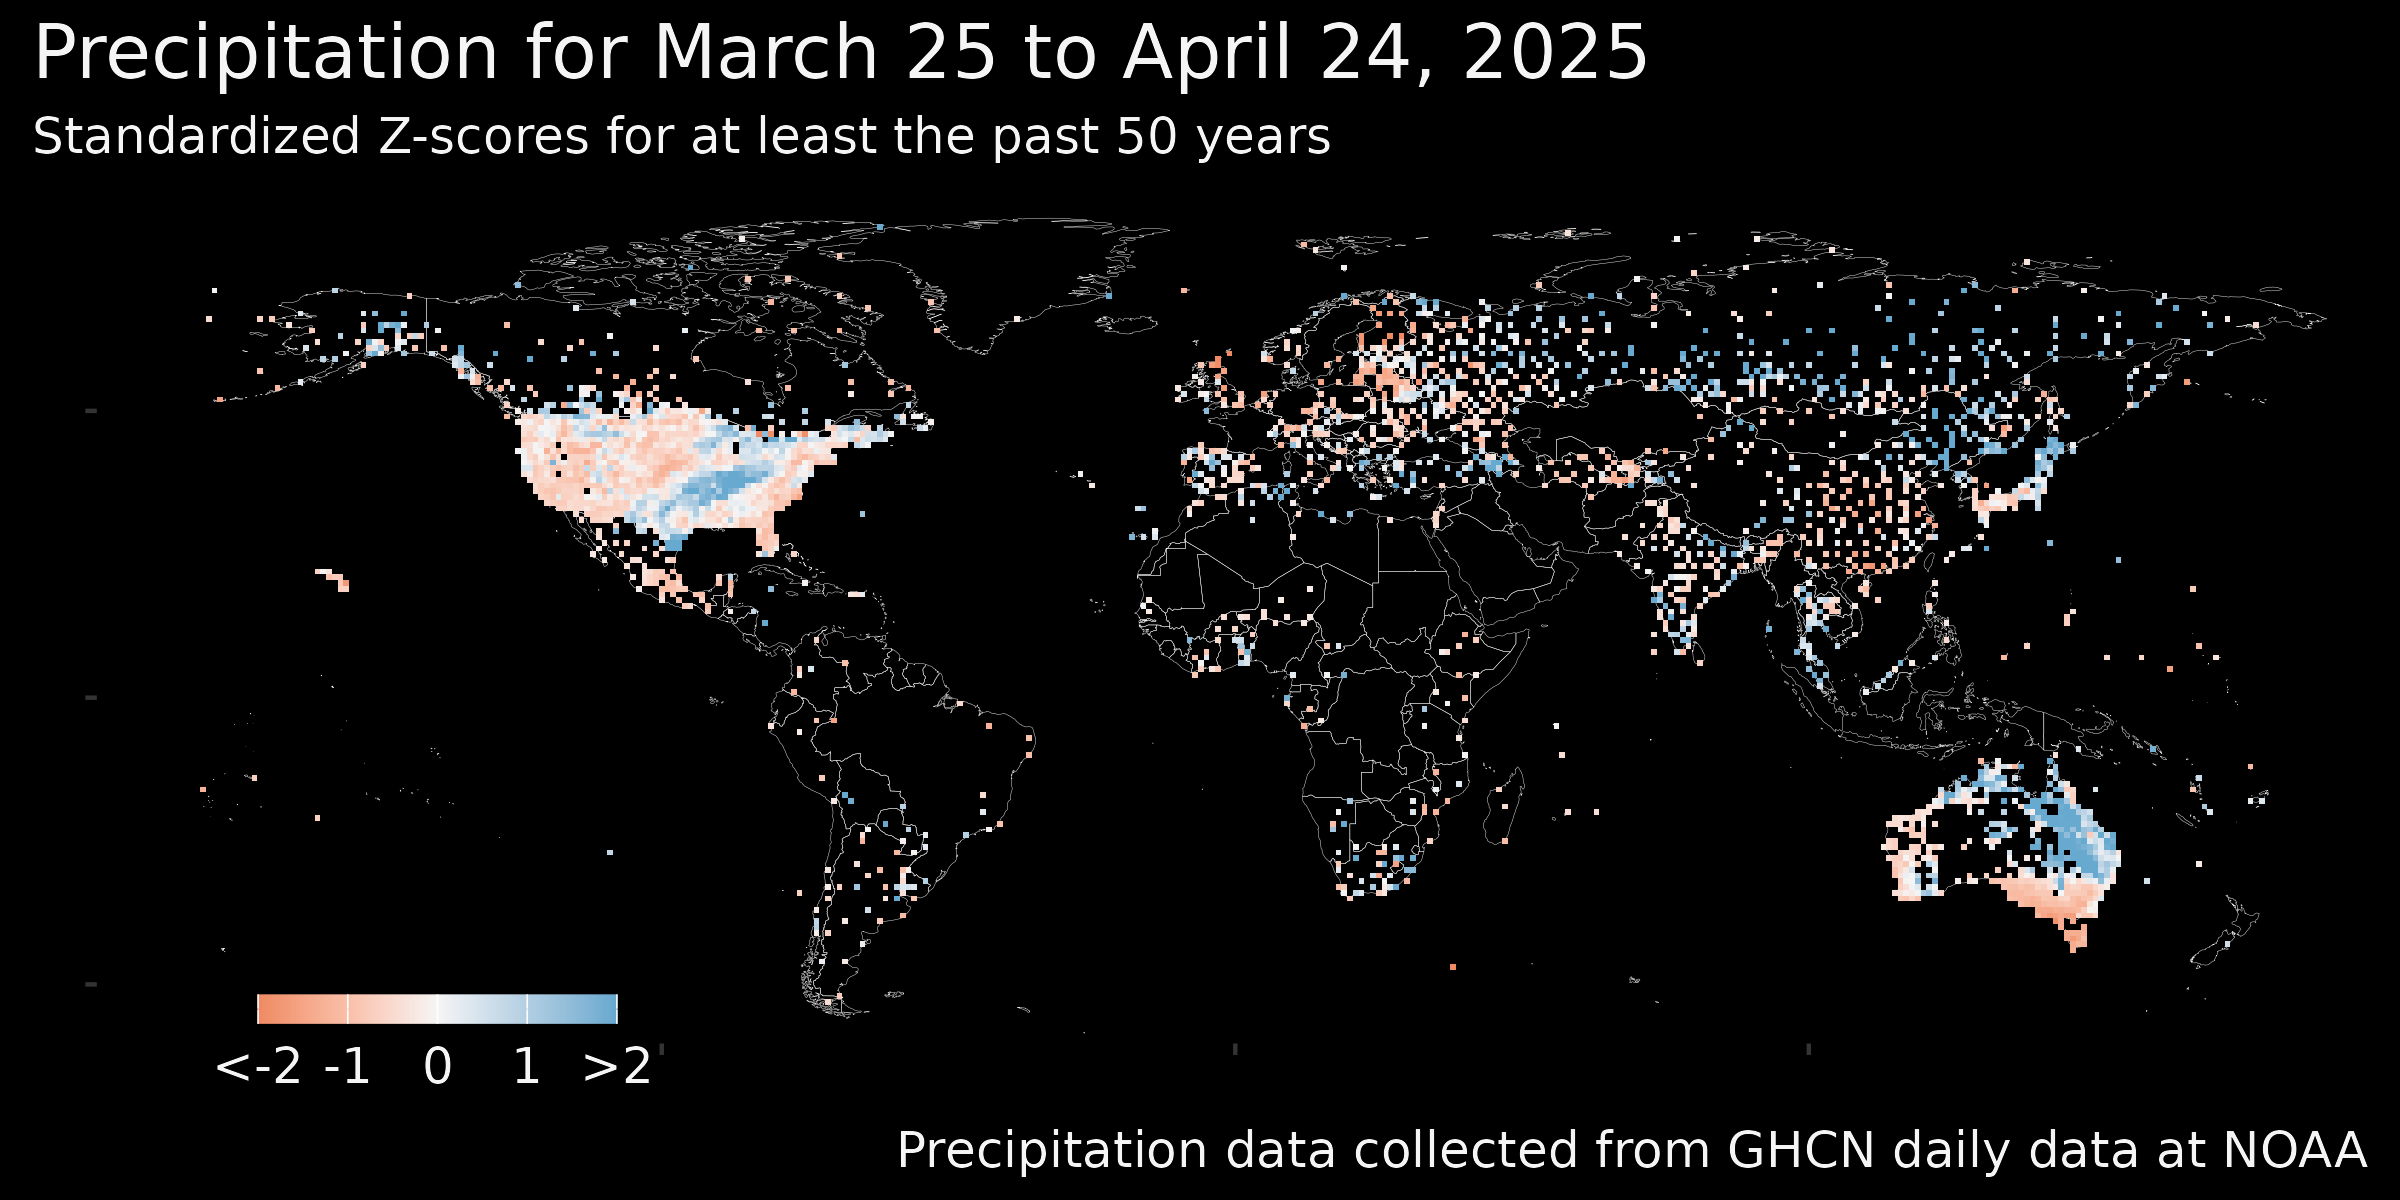 Precipitation for March 25 to April 24, 2025
Standardized Z-scores for at least the past 50 years
<-2 -1 0 1 >2
Precipitation data collected from GHCN daily data at NOAA